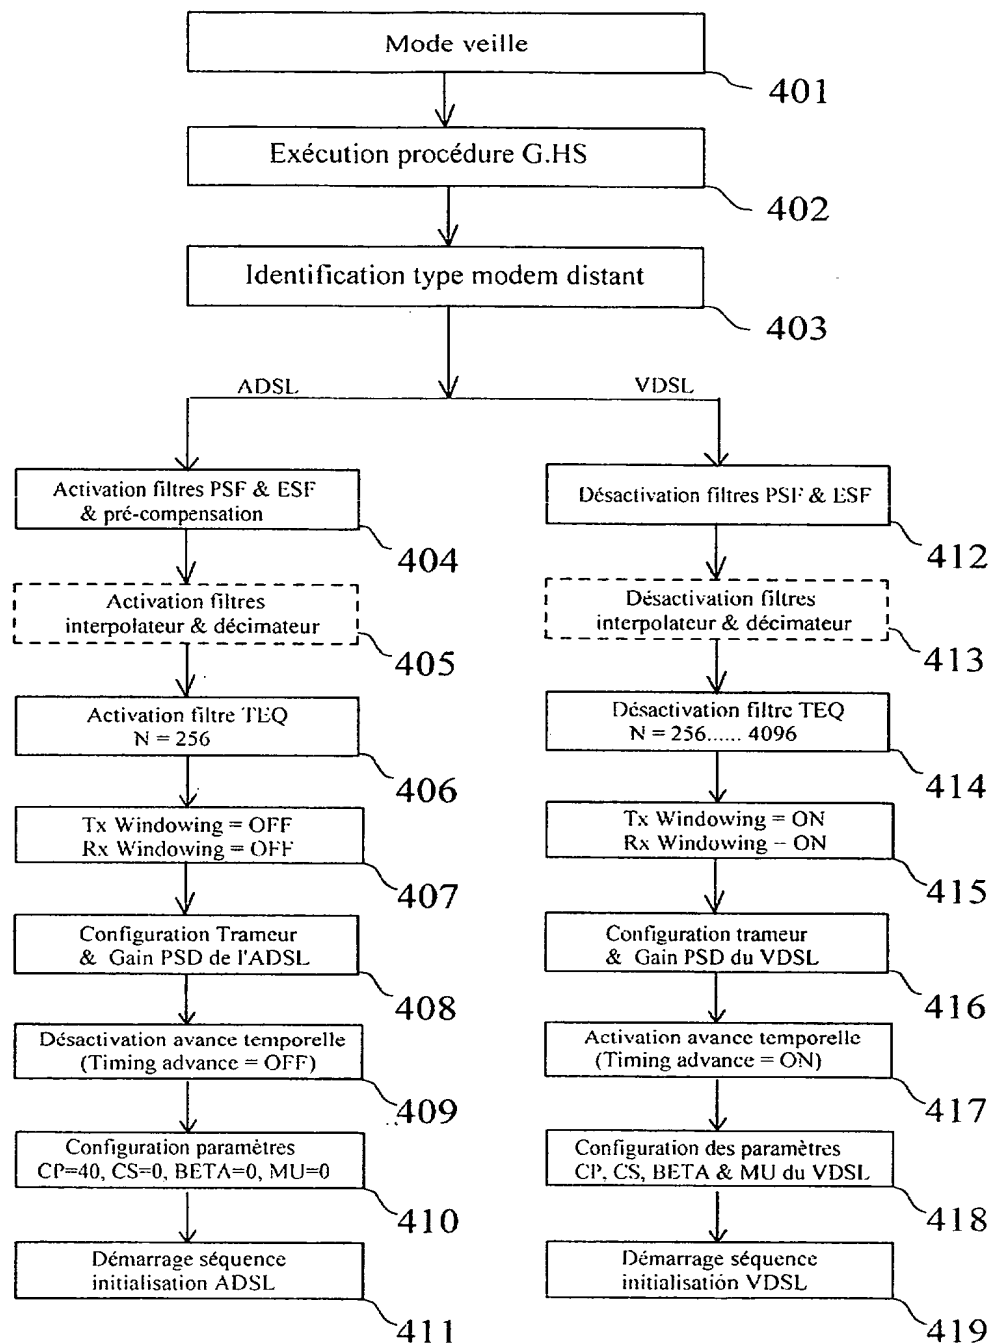 Mode veille
401
Exécution procédure G.HS
402
Identification type modem distant
403
ADSL
VDSL
Activation filtres PSF & ESF
& pré-compensation
404
Activation filtres
interpolateur & décimateur
405
Activation filtre TEQ
N = 256
406
Tx Windowing = OFF
Rx Windowing = OFF
407
Configuration Trameur
& Gain PSD de l'ADSL
408
Désactivation avance temporelle
(Timing advance = OFF)
409
Configuration paramètres
CP=40, CS=0, BETA=0, MU=0
410
Démarrage séquence
initialisation ADSL
411
Désactivation filtres PSF & ESF
412
Désactivation filtres
interpolateur & décimateur
413
Désactivation filtre TEQ
N = 256...... 4096
414
Tx Windowing = ON
Rx Windowing = ON
415
Configuration trameur
& Gain PSD du VDSL
416
Activation avance temporelle
(Timing advance = ON)
417
Configuration des paramètres
CP, CS, BETA & MU du VDSL
418
Démarrage séquence
initialisation VDSL
419